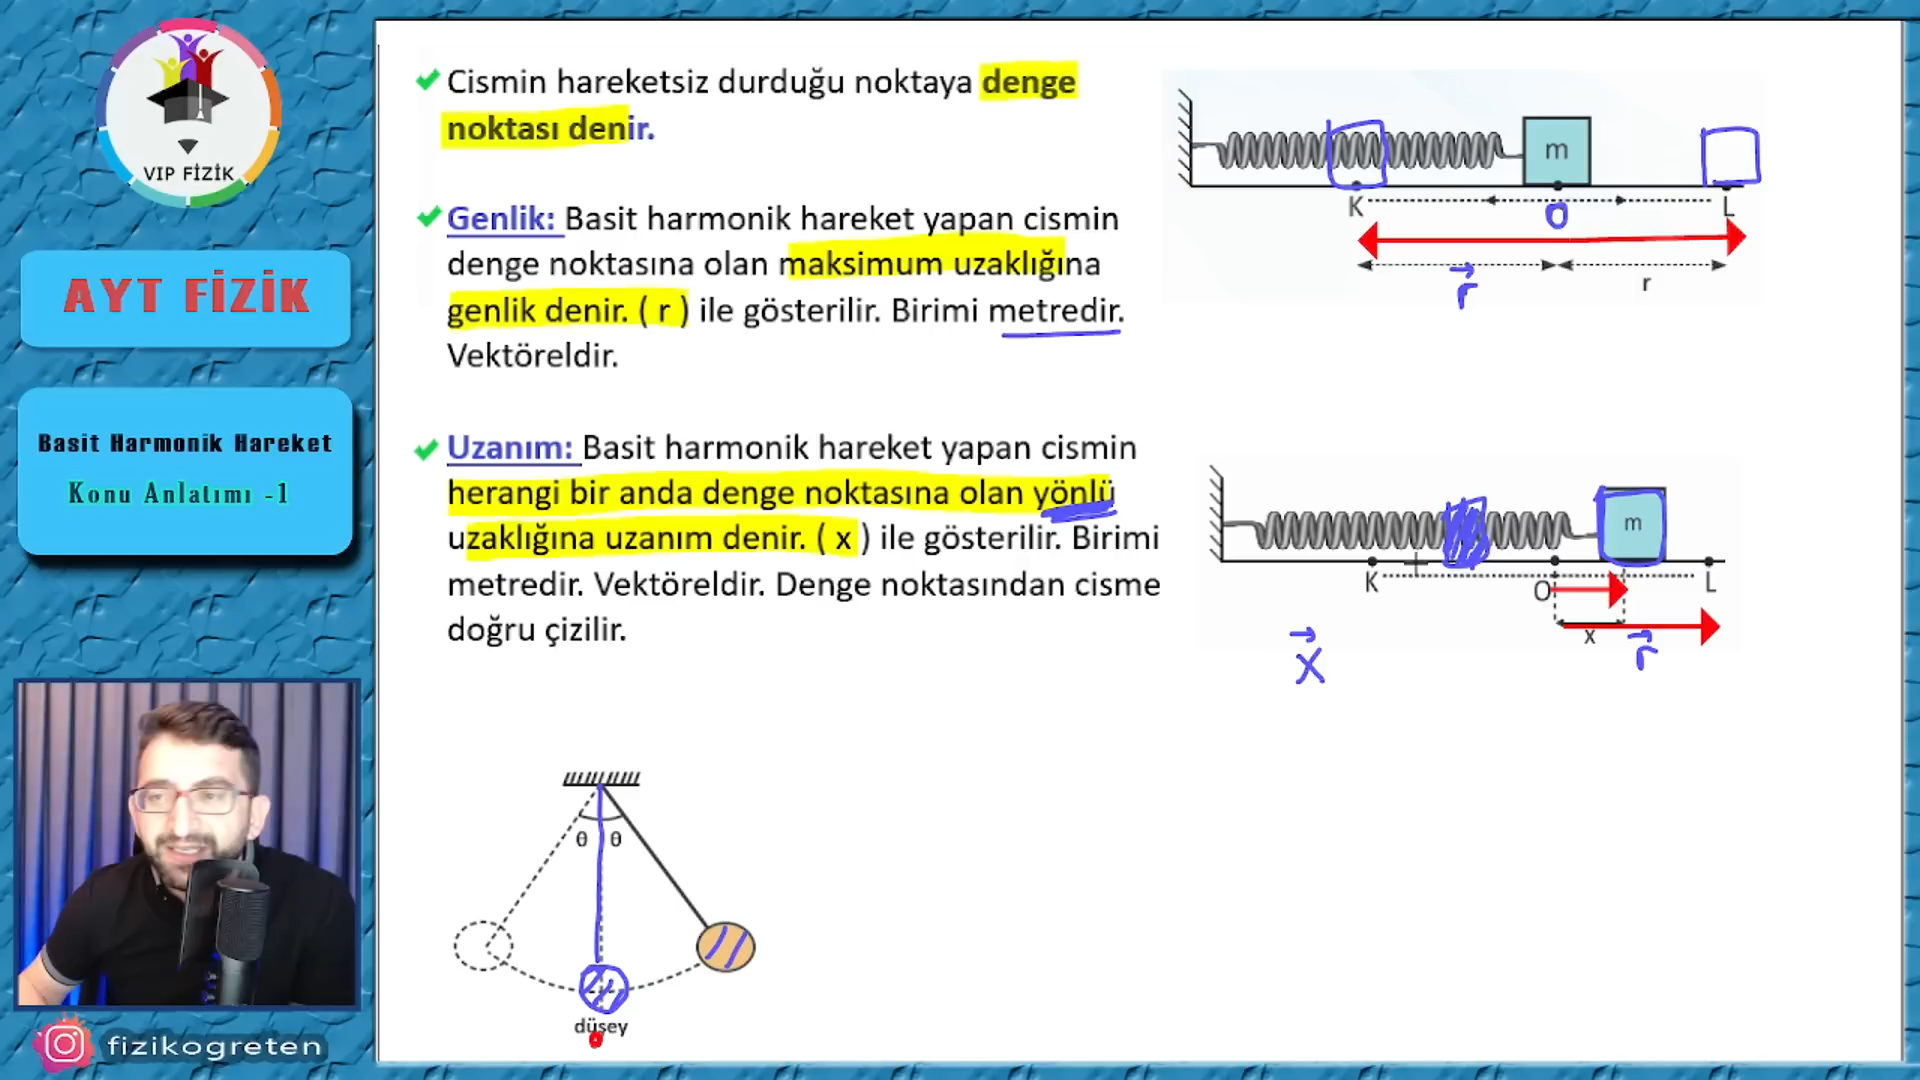 VIP FİZİK
AYT FİZİK
Basit Harmonik Hareket
Konu Anlatımı -1
fizikogreten
Cismin hareketsiz durduğu noktaya denge
noktası denir.
Genlik: Basit harmonik hareket yapan cismin
denge noktasına olan maksimum uzaklığına
genlik denir. ( r ) ile gösterilir. Birimi metredir.
Vektöreldir.
Uzanım: Basit harmonik hareket yapan cismin
herangi bir anda denge noktasına olan yönlü
uzaklığına uzanım denir. ( x ) ile gösterilir. Birimi
metredir. Vektöreldir. Denge noktasından cisme
doğru çizilir.
m
K O L
r r
m
K O L
x r
x
θ θ
düşey